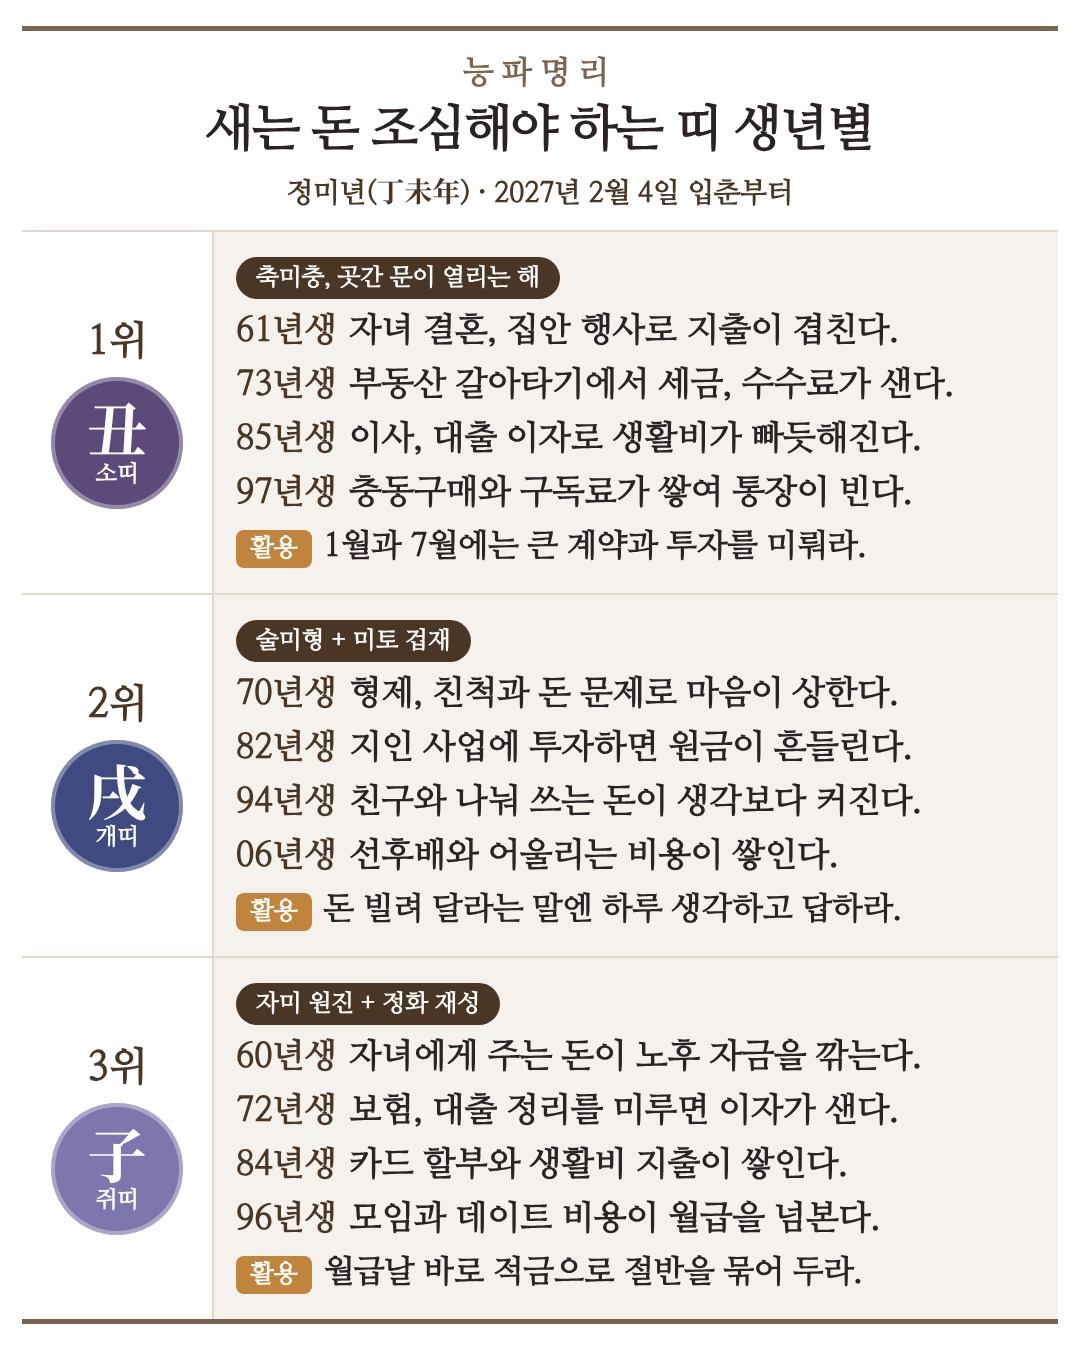 능파명리
새는 돈 조심해야 하는 띠 생년별
정미년(丁未年) · 2027년 2월 4일 입춘부터
1위
丑
소띠
축미충, 곳간 문이 열리는 해
61년생 자녀 결혼, 집안 행사로 지출이 겹친다.
73년생 부동산 갈아타기에서 세금, 수수료가 샌다.
85년생 이사, 대출 이자로 생활비가 빠듯해진다.
97년생 충동구매와 구독료가 쌓여 통장이 빈다.
활용 1월과 7월에는 큰 계약과 투자를 미뤄라.
2위
戌
개띠
술미형 + 미토 겁재
70년생 형제, 친척과 돈 문제로 마음이 상한다.
82년생 지인 사업에 투자하면 원금이 흔들린다.
94년생 친구와 나눠 쓰는 돈이 생각보다 커진다.
06년생 선후배와 어울리는 비용이 쌓인다.
활용 돈 빌려 달라는 말엔 하루 생각하고 답하라.
3위
子
쥐띠
자미 원진 + 정화 재성
60년생 자녀에게 주는 돈이 노후 자금을 깎는다.
72년생 보험, 대출 정리를 미루면 이자가 샌다.
84년생 카드 할부와 생활비 지출이 쌓인다.
96년생 모임과 데이트 비용이 월급을 넘본다.
활용 월급날 바로 적금으로 절반을 묶어 두라.